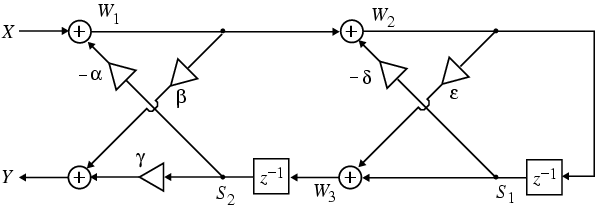 X + W₁ + W₂
-α β -δ ε
γ
Y + S₂ z⁻¹ W₃ + S₁ z⁻¹